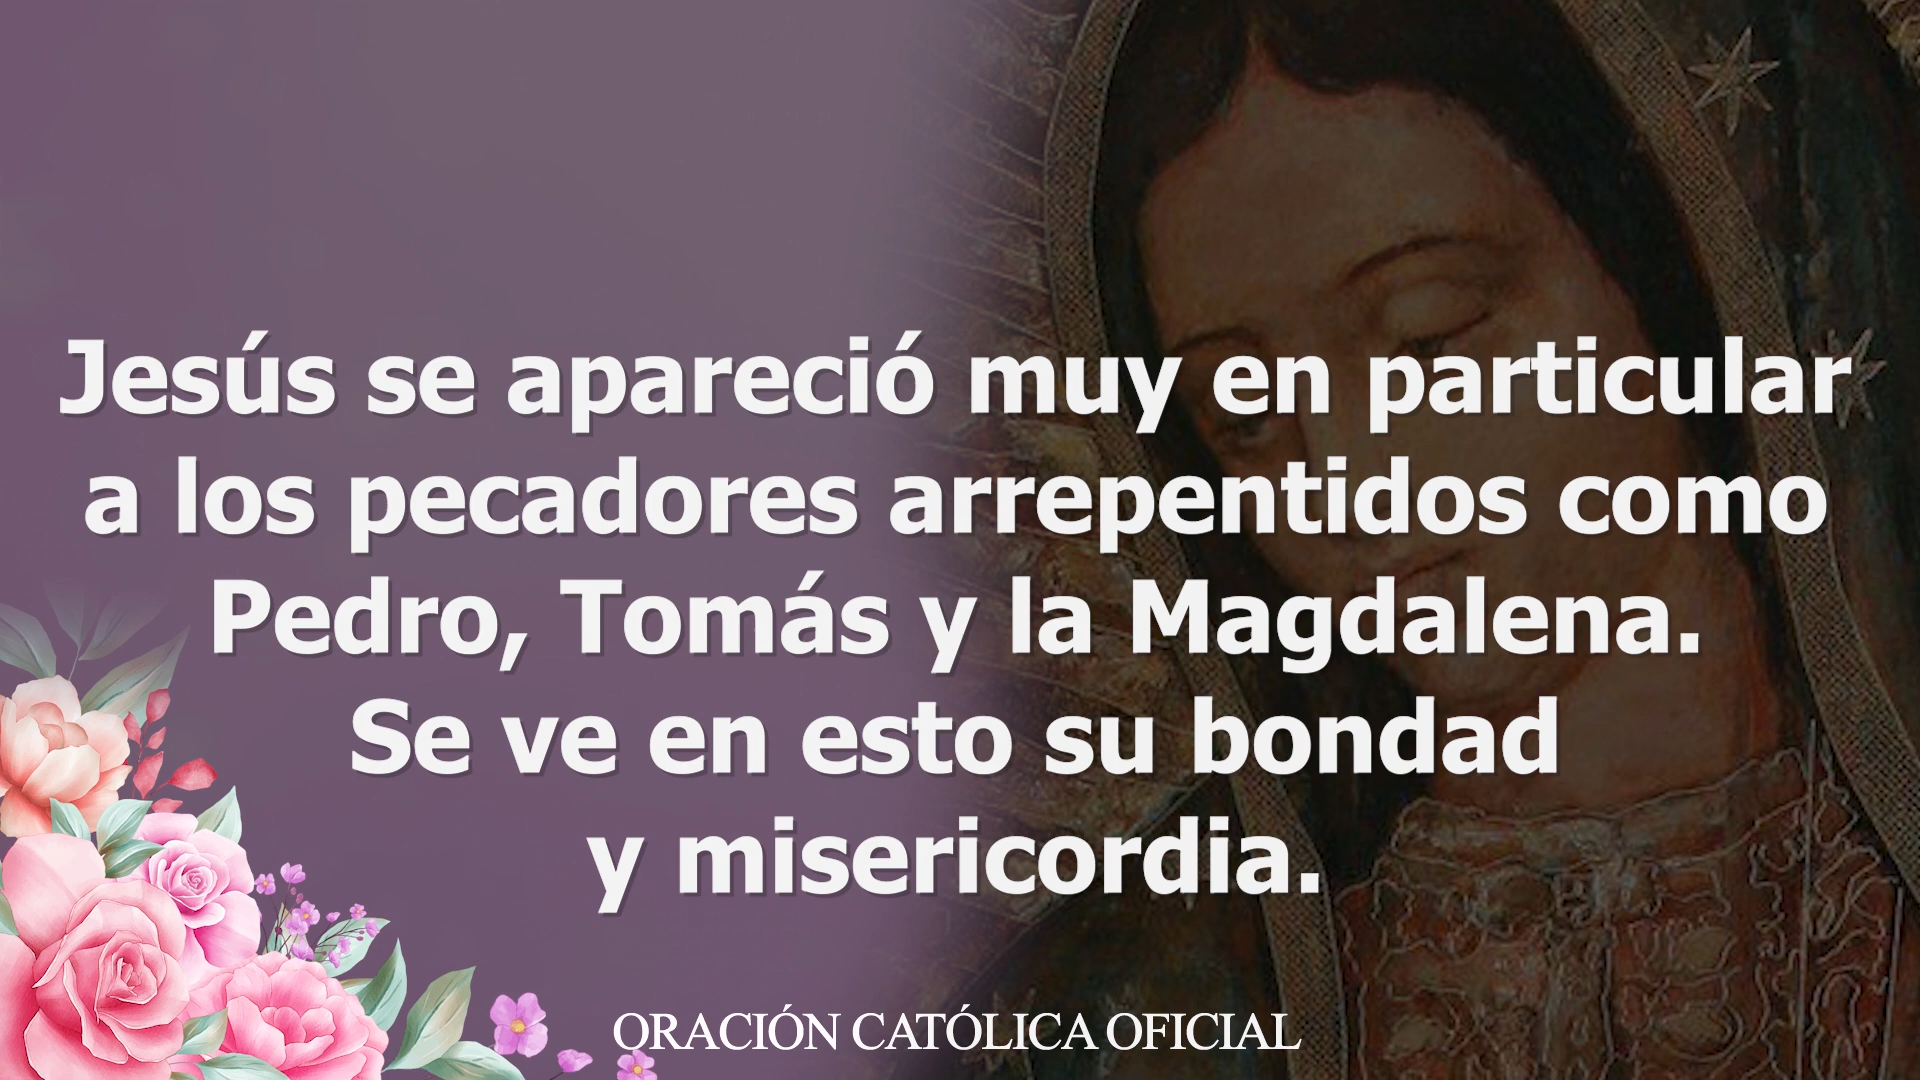 Jesús se apareció muy en particular
a los pecadores arrepentidos como
Pedro, Tomás y la Magdalena.
Se ve en esto su bondad
y misericordia.
ORACIÓN CATÓLICA OFICIAL